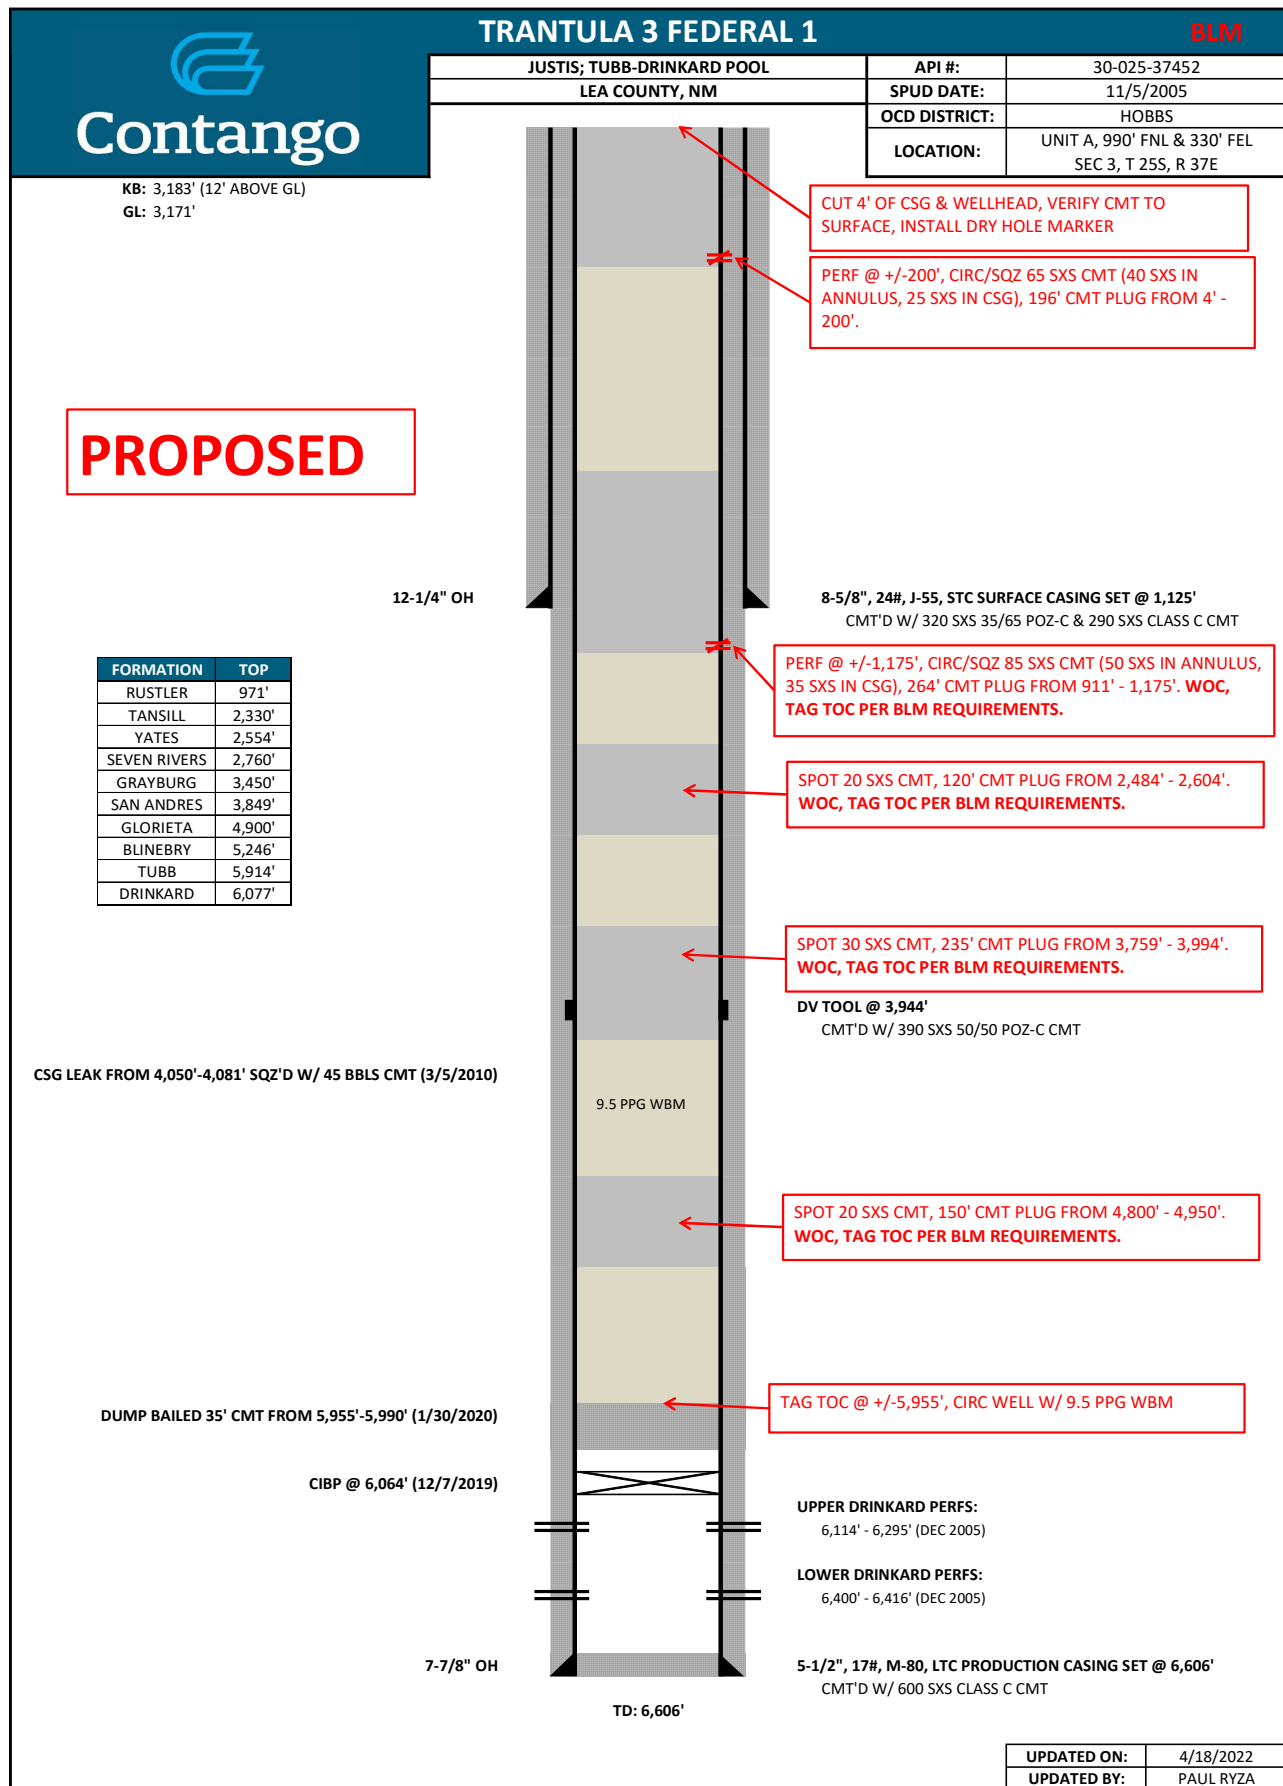 TRANTULA 3 FEDERAL 1
BLM
Contango
JUSTIS; TUBB-DRINKARD POOL
LEA COUNTY, NM
API #: 30-025-37452
SPUD DATE: 11/5/2005
OCD DISTRICT: HOBBS
LOCATION: UNIT A, 990' FNL & 330' FEL
SEC 3, T 25S, R 37E
KB: 3,183' (12' ABOVE GL)
GL: 3,171'
CUT 4' OF CSG & WELLHEAD, VERIFY CMT TO
SURFACE, INSTALL DRY HOLE MARKER
PERF @ +/-200', CIRC/SQZ 65 SXS CMT (40 SXS IN
ANNULUS, 25 SXS IN CSG), 196' CMT PLUG FROM 4' -
200'.
PROPOSED
12-1/4" OH
8-5/8", 24#, J-55, STC SURFACE CASING SET @ 1,125'
CMT'D W/ 320 SXS 35/65 POZ-C & 290 SXS CLASS C CMT
PERF @ +/-1,175', CIRC/SQZ 85 SXS CMT (50 SXS IN ANNULUS,
35 SXS IN CSG), 264' CMT PLUG FROM 911' - 1,175'. WOC,
TAG TOC PER BLM REQUIREMENTS.
FORMATION TOP
RUSTLER 971'
TANSILL 2,330'
YATES 2,554'
SEVEN RIVERS 2,760'
GRAYBURG 3,450'
SAN ANDRES 3,849'
GLORIETA 4,900'
BLINEBRY 5,246'
TUBB 5,914'
DRINKARD 6,077'
SPOT 20 SXS CMT, 120' CMT PLUG FROM 2,484' - 2,604'.
WOC, TAG TOC PER BLM REQUIREMENTS.
SPOT 30 SXS CMT, 235' CMT PLUG FROM 3,759' - 3,994'.
WOC, TAG TOC PER BLM REQUIREMENTS.
DV TOOL @ 3,944'
CMT'D W/ 390 SXS 50/50 POZ-C CMT
CSG LEAK FROM 4,050'-4,081' SQZ'D W/ 45 BBLS CMT (3/5/2010)
9.5 PPG WBM
SPOT 20 SXS CMT, 150' CMT PLUG FROM 4,800' - 4,950'.
WOC, TAG TOC PER BLM REQUIREMENTS.
TAG TOC @ +/-5,955', CIRC WELL W/ 9.5 PPG WBM
DUMP BAILED 35' CMT FROM 5,955'-5,990' (1/30/2020)
CIBP @ 6,064' (12/7/2019)
UPPER DRINKARD PERFS:
6,114' - 6,295' (DEC 2005)
LOWER DRINKARD PERFS:
6,400' - 6,416' (DEC 2005)
7-7/8" OH
5-1/2", 17#, M-80, LTC PRODUCTION CASING SET @ 6,606'
CMT'D W/ 600 SXS CLASS C CMT
TD: 6,606'
UPDATED ON: 4/18/2022
UPDATED BY: PAUL RYZA